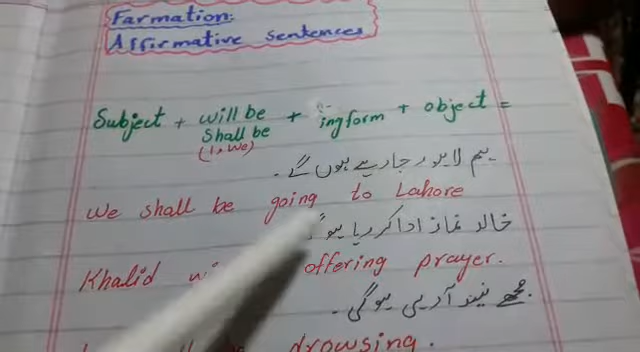 Farmation:
Affirmative sentences
Subject + will be + ing form + object =
Shall be
(I, we)
ہم لاہور جا رہے ہوں گے۔
We shall be going to Lahore
خالد نماز ادا کر رہا ہو
Khalid offering prayer.
مجھے نیند آ رہی ہو گی۔
drowsing.